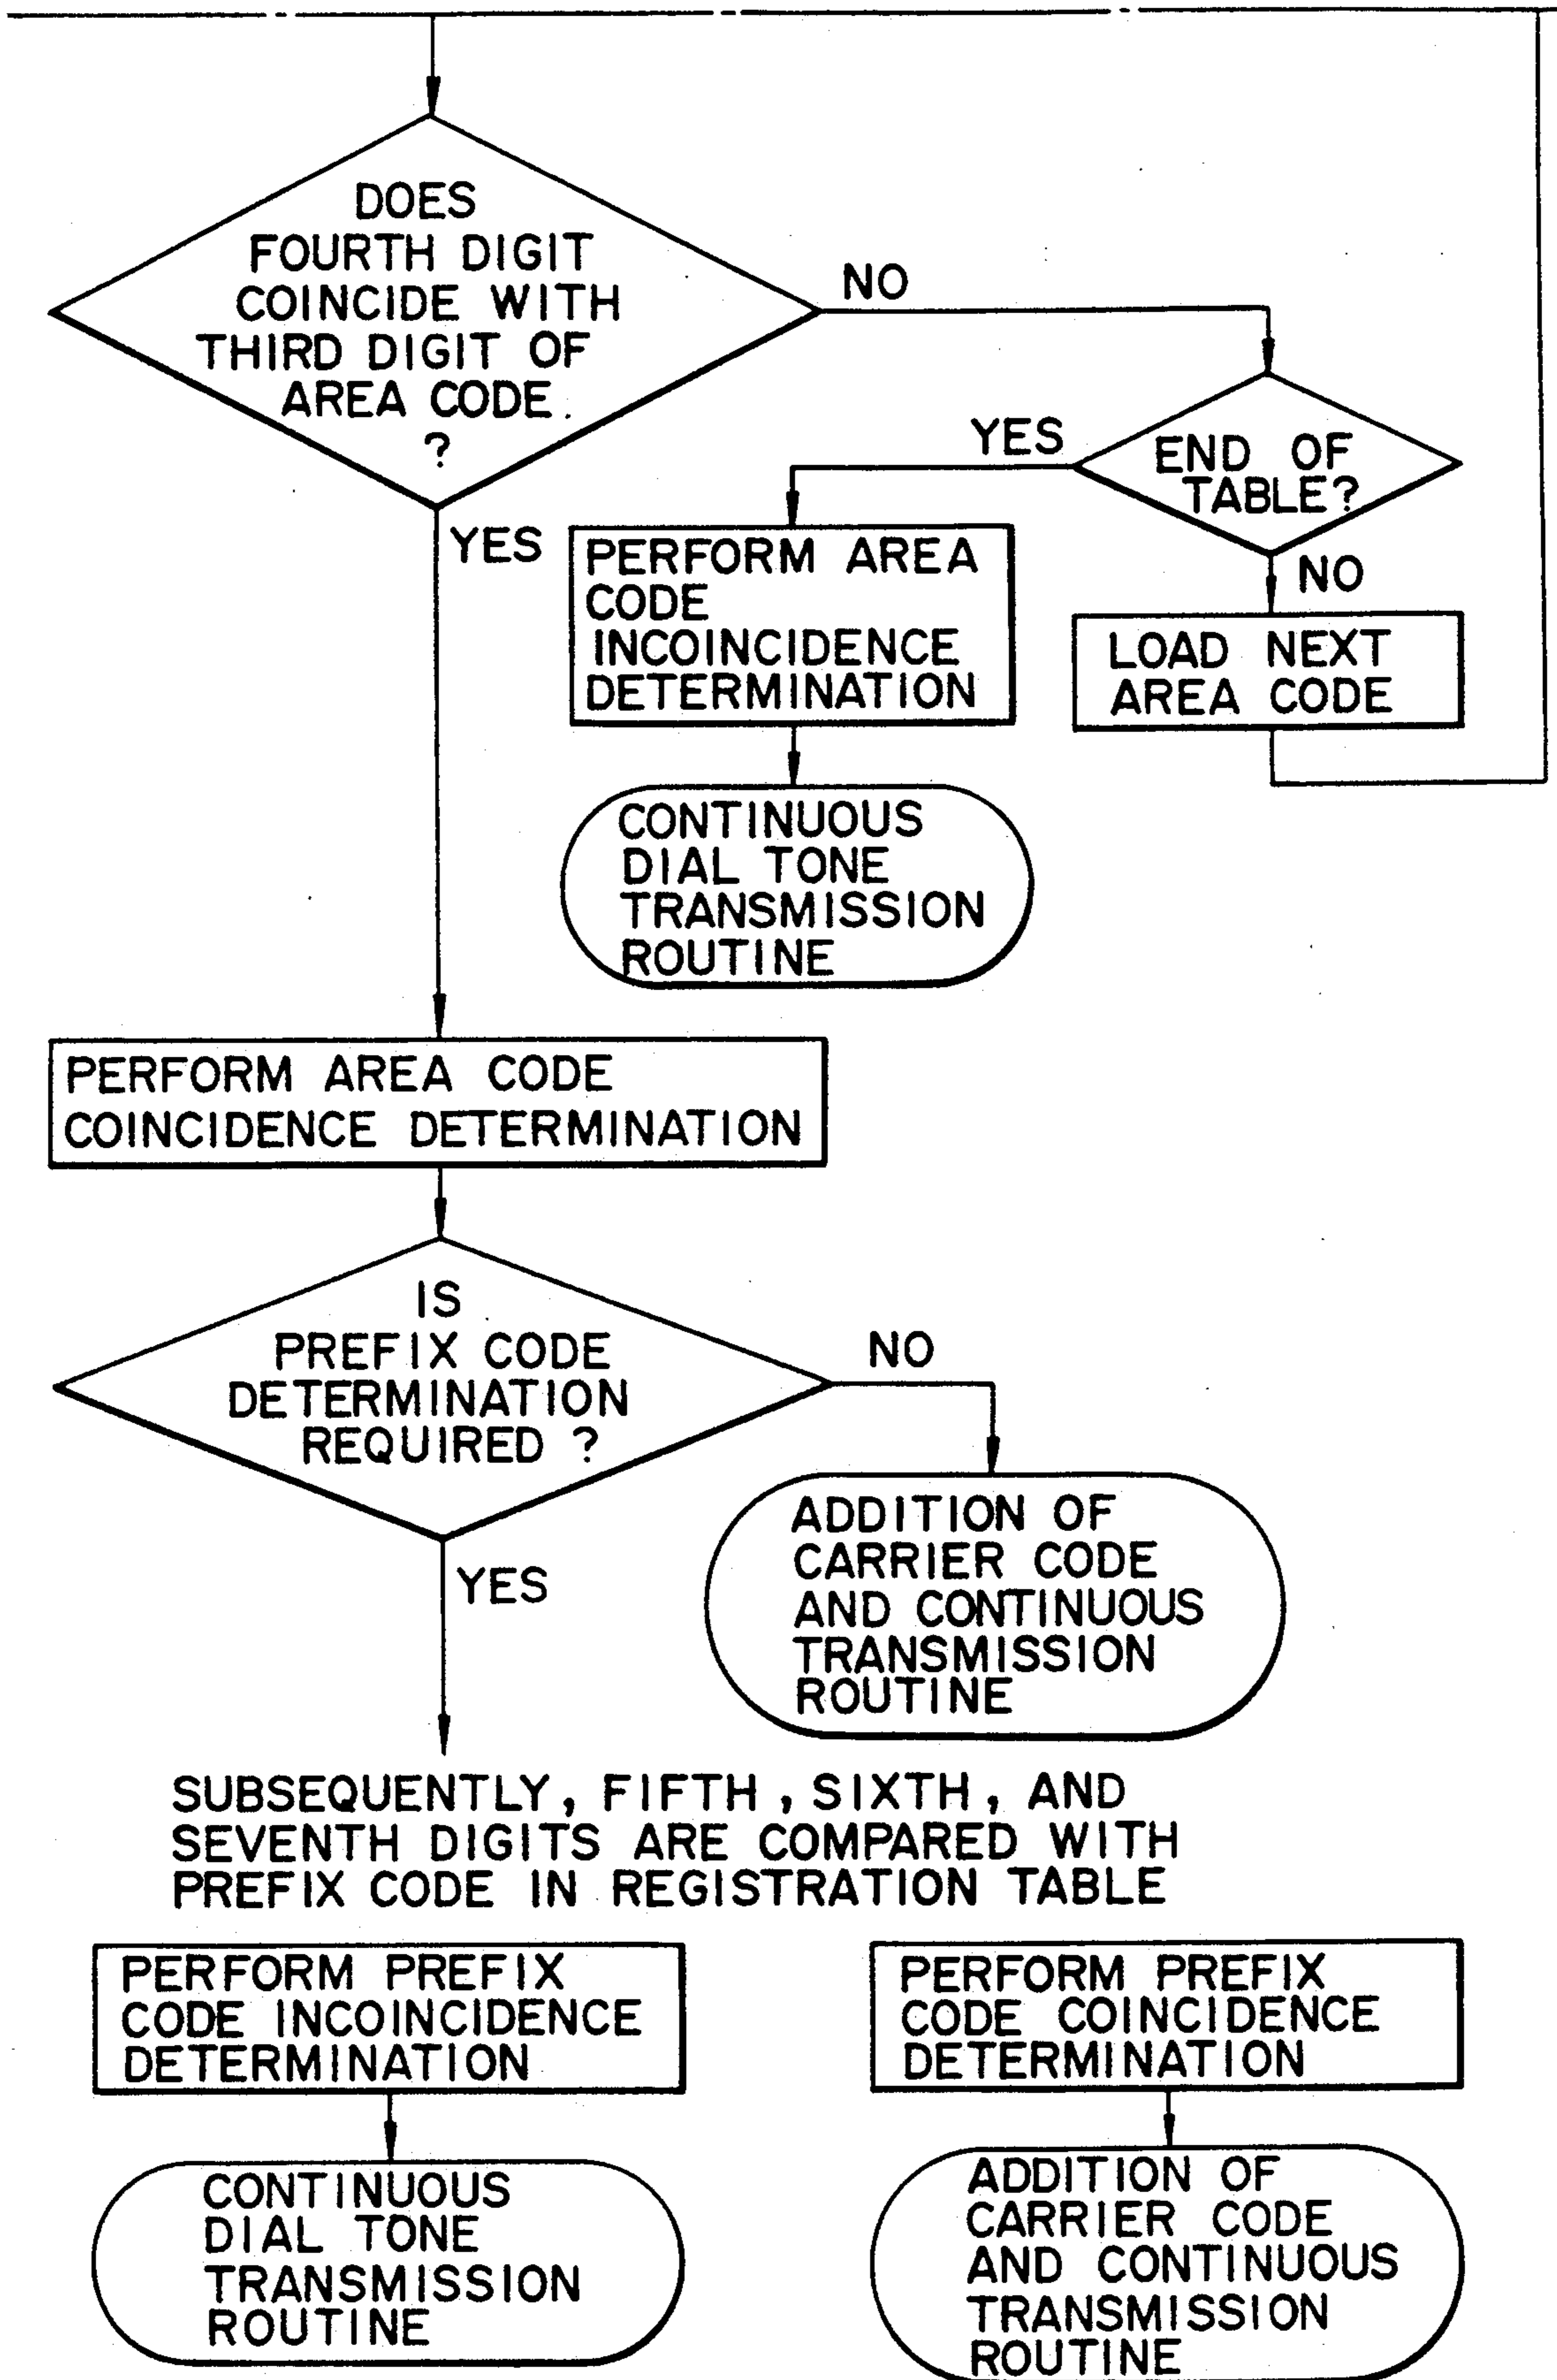 DOES
FOURTH DIGIT
COINCIDE WITH
THIRD DIGIT OF
AREA CODE
?
NO
YES
END OF
TABLE?
YES
NO
PERFORM AREA
CODE
INCOINCIDENCE
DETERMINATION
LOAD NEXT
AREA CODE
CONTINUOUS
DIAL TONE
TRANSMISSION
ROUTINE
PERFORM AREA CODE
COINCIDENCE DETERMINATION
IS
PREFIX CODE
DETERMINATION
REQUIRED ?
NO
YES
ADDITION OF
CARRIER CODE
AND CONTINUOUS
TRANSMISSION
ROUTINE
SUBSEQUENTLY, FIFTH, SIXTH, AND
SEVENTH DIGITS ARE COMPARED WITH
PREFIX CODE IN REGISTRATION TABLE
PERFORM PREFIX
CODE INCOINCIDENCE
DETERMINATION
CONTINUOUS
DIAL TONE
TRANSMISSION
ROUTINE
PERFORM PREFIX
CODE COINCIDENCE
DETERMINATION
ADDITION OF
CARRIER CODE
AND CONTINUOUS
TRANSMISSION
ROUTINE